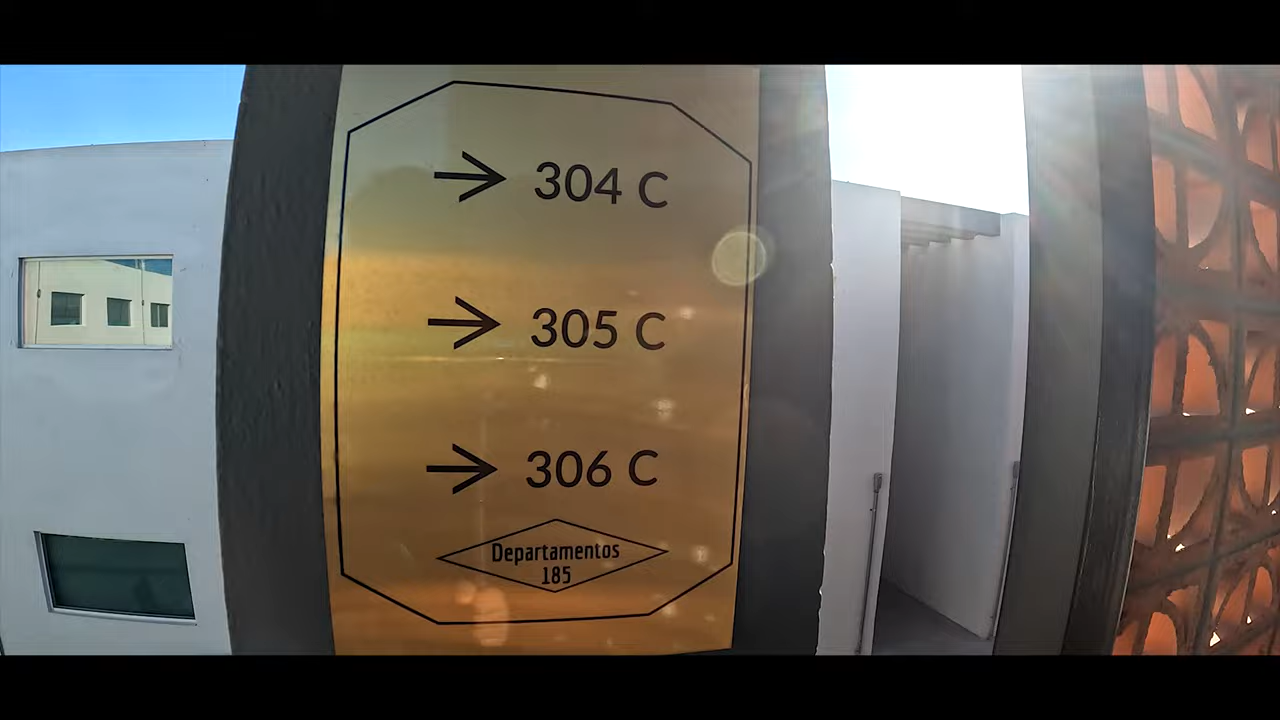 → 304 C
→ 305 C
→ 306 C
Departamentos
185